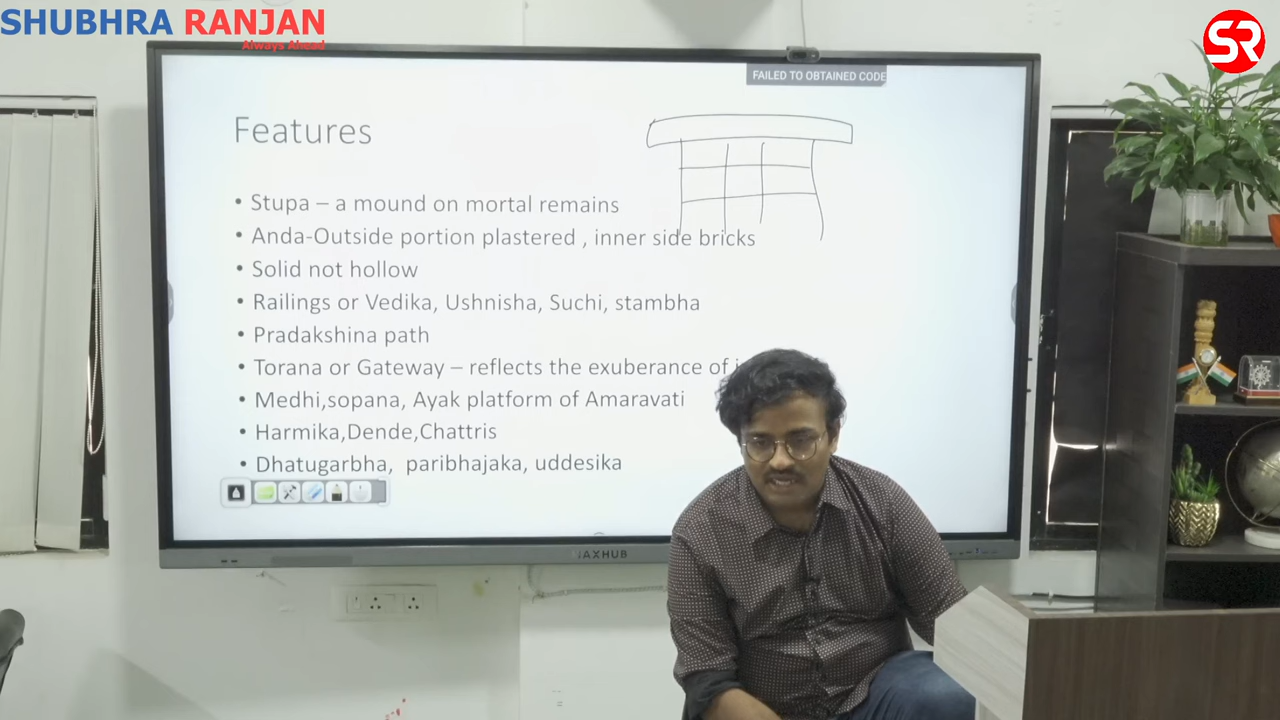 SHUBHRA RANJAN
Always Ahead
SR
FAILED TO OBTAINED CODE
Features
• Stupa – a mound on mortal remains
• Anda-Outside portion plastered , inner side bricks
• Solid not hollow
• Railings or Vedika, Ushnisha, Suchi, stambha
• Pradakshina path
• Torana or Gateway – reflects the exuberance of
• Medhi,sopana, Ayak platform of Amaravati
• Harmika,Dende,Chattris
• Dhatugarbha, paribhajaka, uddesika